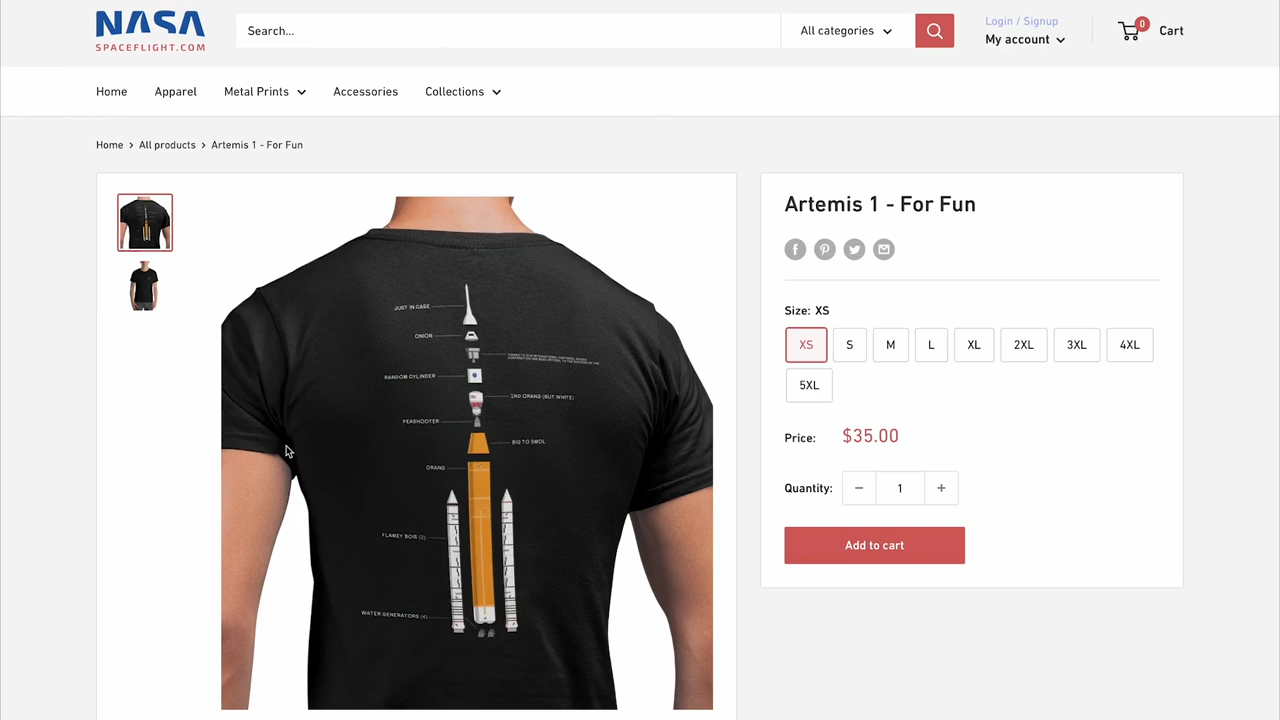 NASA
SPACEFLIGHT.COM
Search...
All categories
Login / Signup
My account
0
Cart
Home
Apparel
Metal Prints
Accessories
Collections
Home > All products > Artemis 1 - For Fun
JUST IN CASE
ONION
RANDOM CYLINDER
2ND ORANG (BUT WHITE)
PEASHOOTER
BIG TO SMOL
ORANG
FLAMEY BOIS (2)
WATER GENERATORS (4)
Artemis 1 - For Fun
Size: XS
XS S M L XL 2XL 3XL 4XL
5XL
Price: $35.00
Quantity: − 1 +
Add to cart